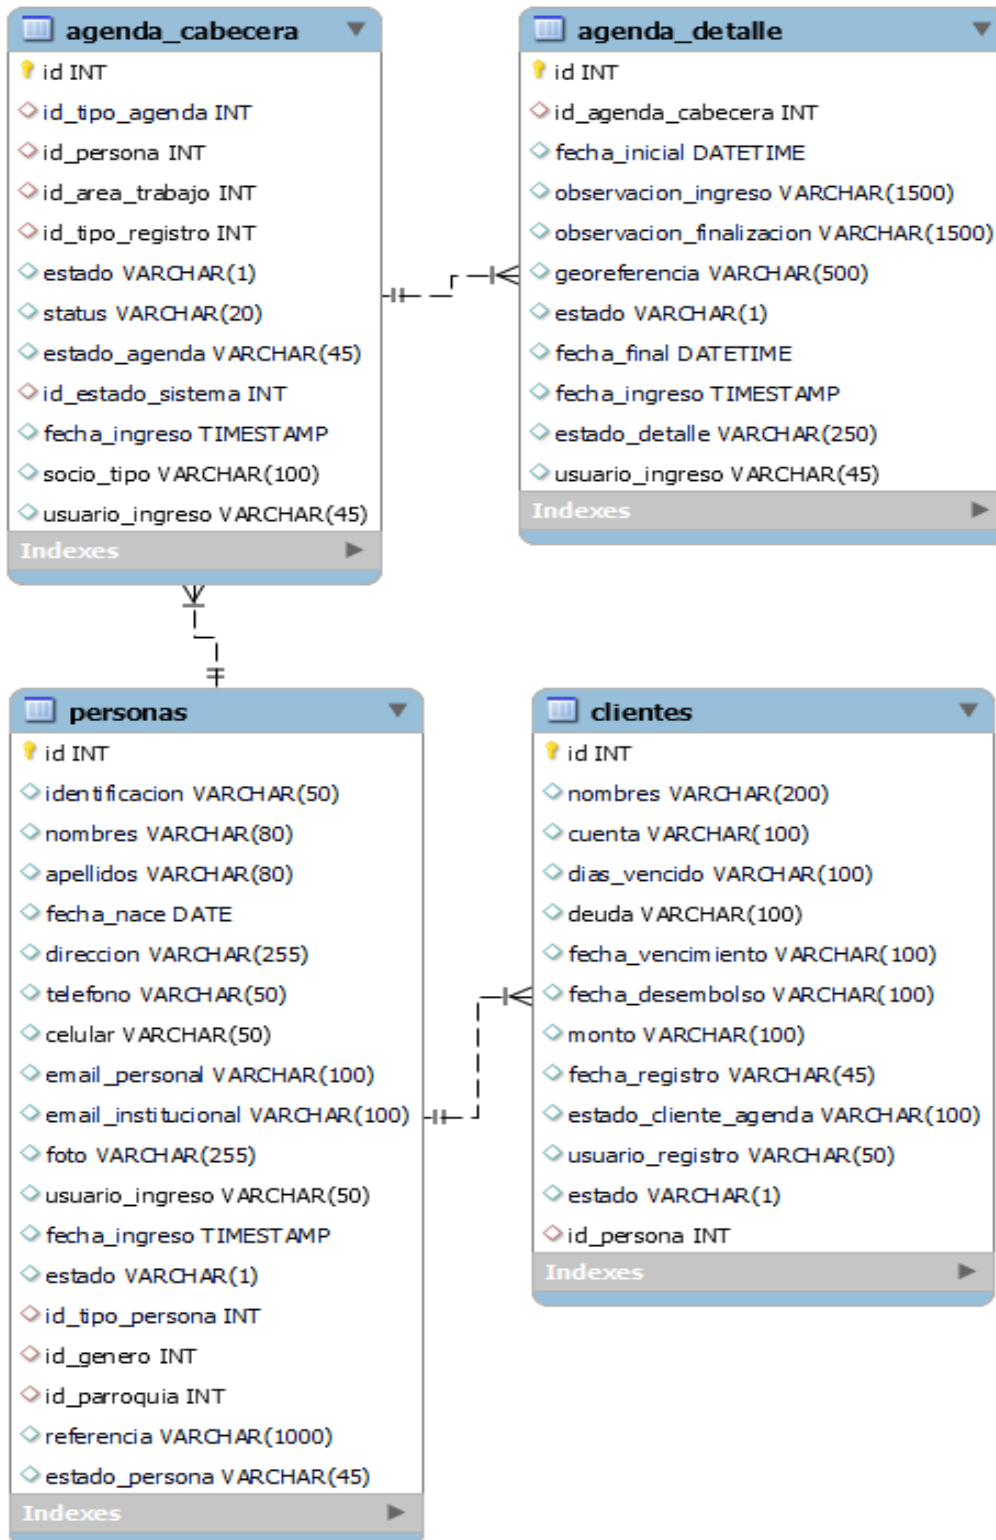 agenda_cabecera
id INT
id_tipo_agenda INT
id_persona INT
id_area_trabajo INT
id_tipo_registro INT
estado VARCHAR(1)
status VARCHAR(20)
estado_agenda VARCHAR(45)
id_estado_sistema INT
fecha_ingreso TIMESTAMP
socio_tipo VARCHAR(100)
usuario_ingreso VARCHAR(45)
Indexes
agenda_detalle
id INT
id_agenda_cabecera INT
fecha_inicial DATETIME
observacion_ingreso VARCHAR(1500)
observacion_finalizacion VARCHAR(1500)
georeferencia VARCHAR(500)
estado VARCHAR(1)
fecha_final DATETIME
fecha_ingreso TIMESTAMP
estado_detalle VARCHAR(250)
usuario_ingreso VARCHAR(45)
Indexes
personas
id INT
identificacion VARCHAR(50)
nombres VARCHAR(80)
apellidos VARCHAR(80)
fecha_nace DATE
direccion VARCHAR(255)
telefono VARCHAR(50)
celular VARCHAR(50)
email_personal VARCHAR(100)
email_institucional VARCHAR(100)
foto VARCHAR(255)
usuario_ingreso VARCHAR(50)
fecha_ingreso TIMESTAMP
estado VARCHAR(1)
id_tipo_persona INT
id_genero INT
id_parroquia INT
referencia VARCHAR(1000)
estado_persona VARCHAR(45)
Indexes
clientes
id INT
nombres VARCHAR(200)
cuenta VARCHAR(100)
dias_vencido VARCHAR(100)
deuda VARCHAR(100)
fecha_vencimiento VARCHAR(100)
fecha_desembolso VARCHAR(100)
monto VARCHAR(100)
fecha_registro VARCHAR(45)
estado_cliente_agenda VARCHAR(100)
usuario_registro VARCHAR(50)
estado VARCHAR(1)
id_persona INT
Indexes